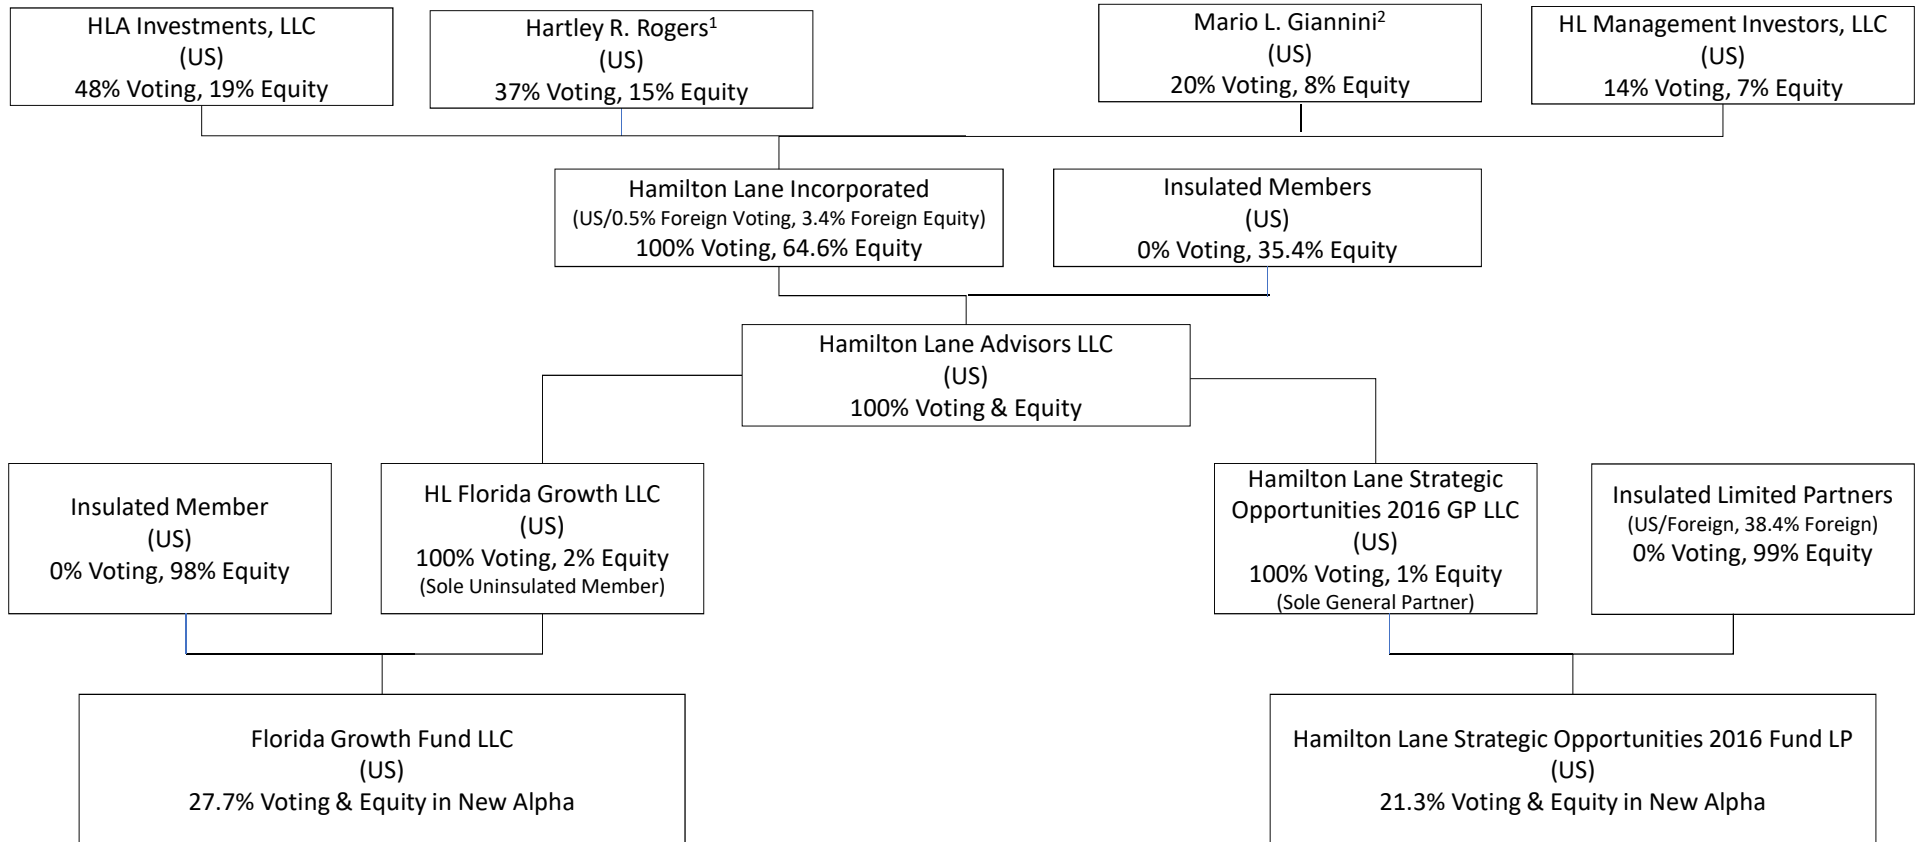 HLA Investments, LLC
(US)
48% Voting, 19% Equity
Hartley R. Rogers¹
(US)
37% Voting, 15% Equity
Mario L. Giannini²
(US)
20% Voting, 8% Equity
HL Management Investors, LLC
(US)
14% Voting, 7% Equity
Hamilton Lane Incorporated
(US/0.5% Foreign Voting, 3.4% Foreign Equity)
100% Voting, 64.6% Equity
Insulated Members
(US)
0% Voting, 35.4% Equity
Hamilton Lane Advisors LLC
(US)
100% Voting & Equity
Insulated Member
(US)
0% Voting, 98% Equity
HL Florida Growth LLC
(US)
100% Voting, 2% Equity
(Sole Uninsulated Member)
Hamilton Lane Strategic
Opportunities 2016 GP LLC
(US)
100% Voting, 1% Equity
(Sole General Partner)
Insulated Limited Partners
(US/Foreign, 38.4% Foreign)
0% Voting, 99% Equity
Florida Growth Fund LLC
(US)
27.7% Voting & Equity in New Alpha
Hamilton Lane Strategic Opportunities 2016 Fund LP
(US)
21.3% Voting & Equity in New Alpha